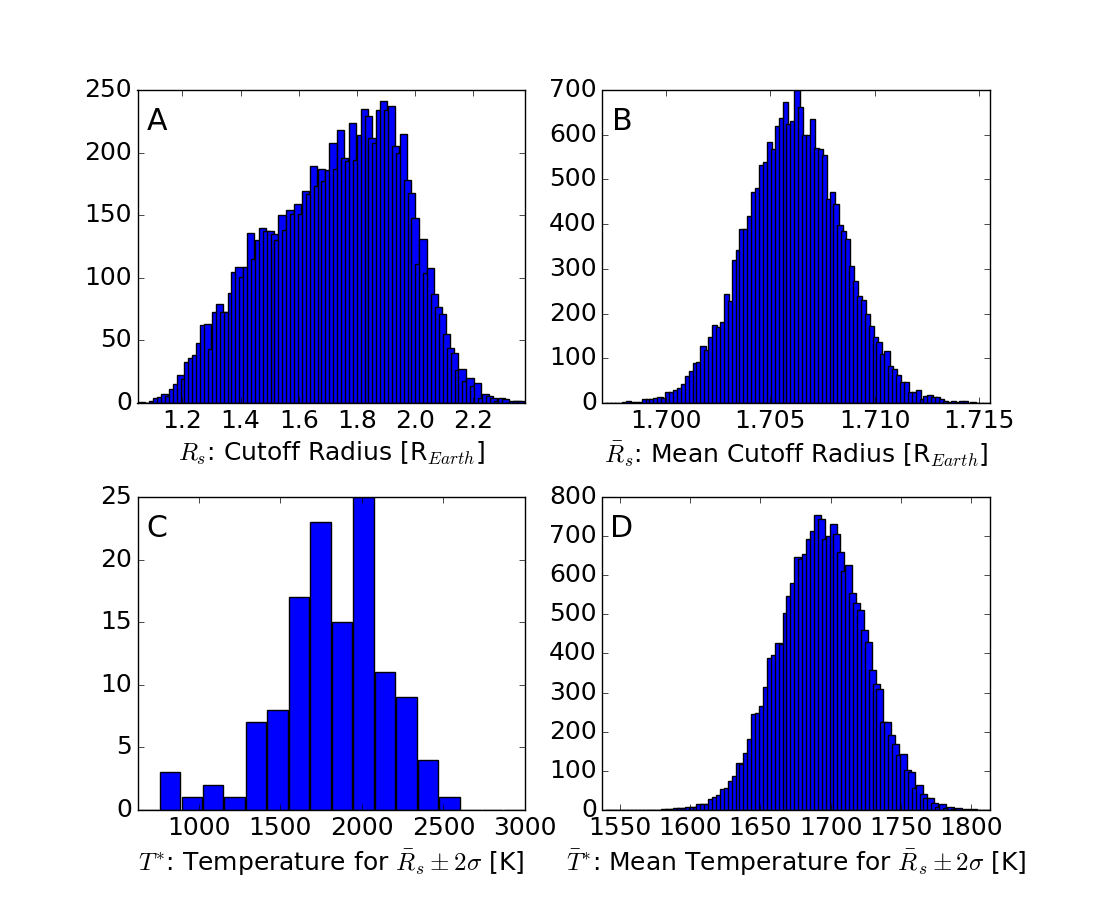 250
200
150
100
50
0
A
1.2 1.4 1.6 1.8 2.0 2.2
R_s: Cutoff Radius [R_Earth]
700
600
500
400
300
200
100
0
B
1.700 1.705 1.710 1.715
R̄_s: Mean Cutoff Radius [R_Earth]
25
20
15
10
5
0
C
1000 1500 2000 2500 3000
T*: Temperature for R̄_s ± 2σ [K]
800
700
600
500
400
300
200
100
0
D
1550 1600 1650 1700 1750 1800
T̄*: Mean Temperature for R̄_s ± 2σ [K]